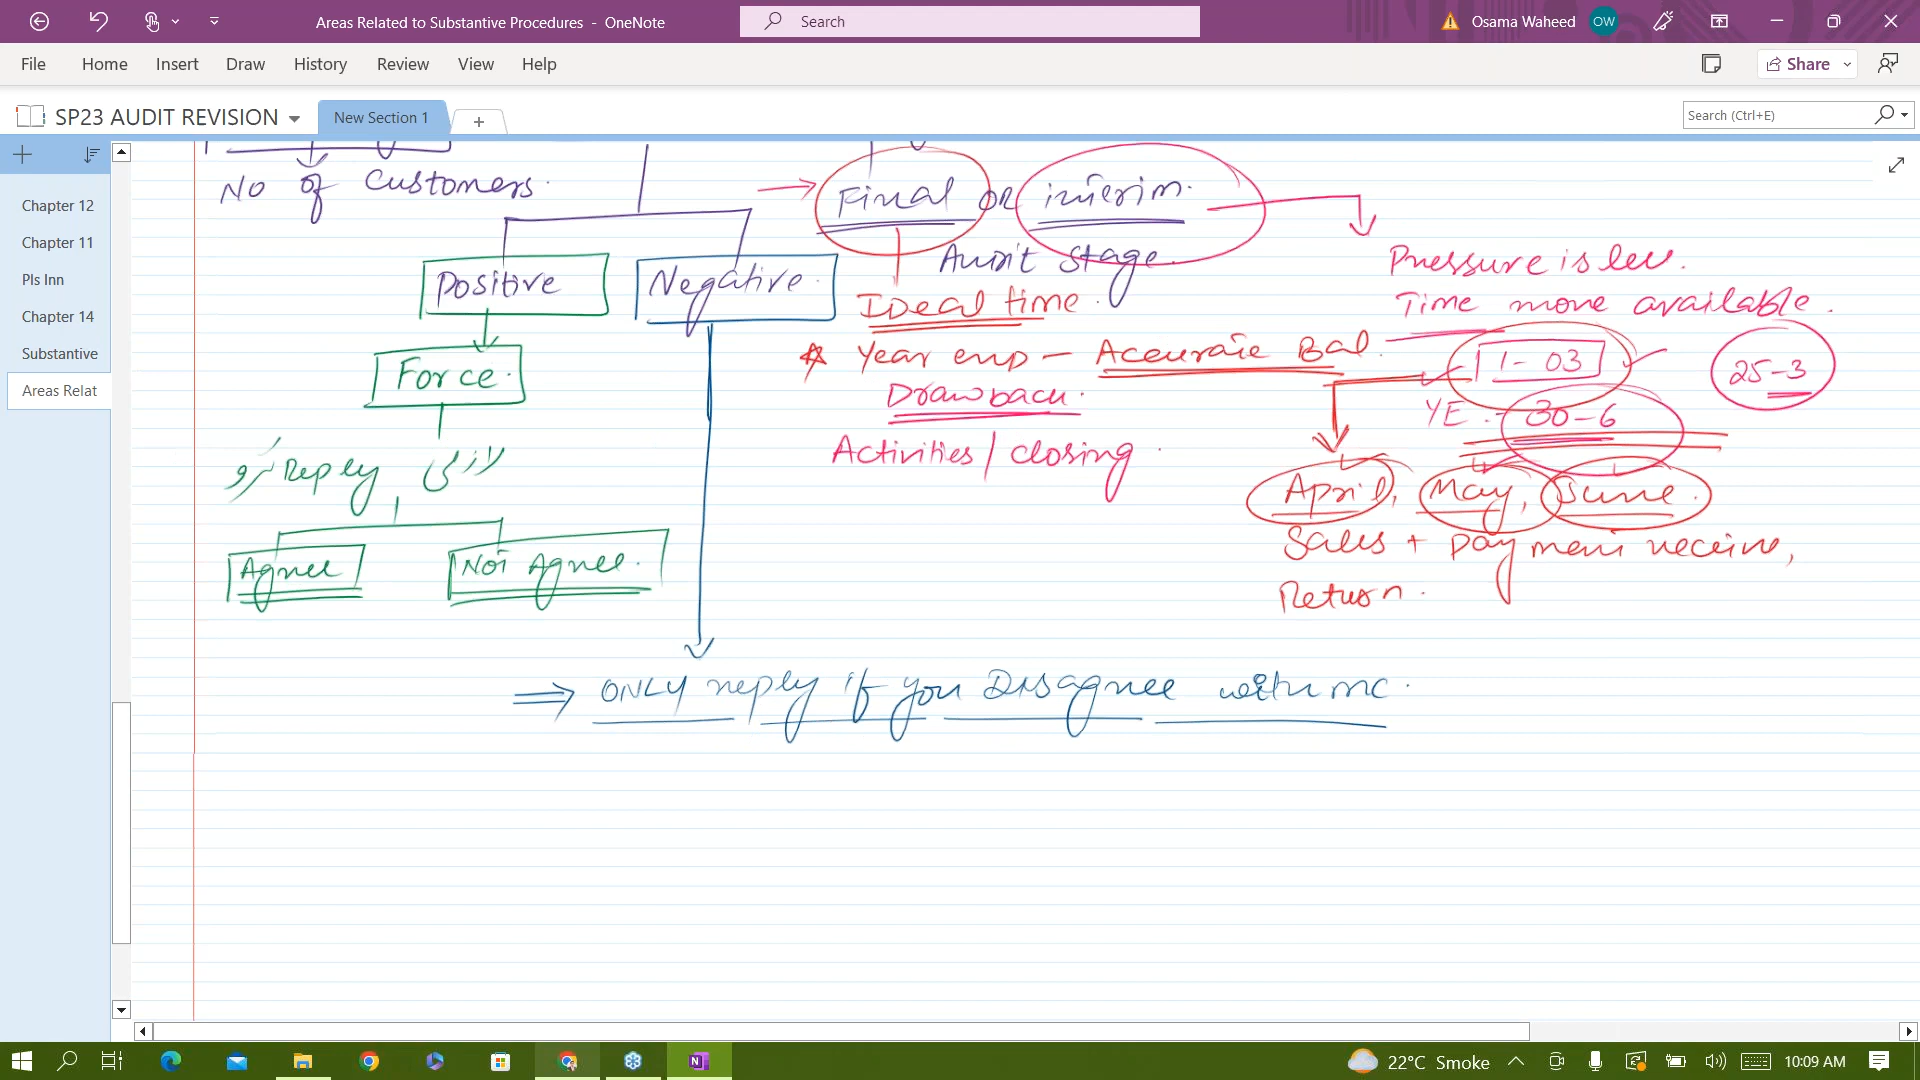 Areas Related to Substantive Procedures - OneNote
Search
Osama Waheed
OW
File Home Insert Draw History Review View Help
Share
SP23 AUDIT REVISION
New Section 1
Search (Ctrl+E)
Chapter 12
Chapter 11
Pls Inn
Chapter 14
Substantive
Areas Relat
No of Customers.
Positive
Negative.
Force.
Reply لازمی
Agree
Not Agree.
Final OR interim.
Audit Stage.
IDeal time.
Year end - Accurate Bal.
Drawback.
Activities / closing.
Pressure is less.
Time more available.
1-03
25-3
YE :- 30-6
April, May, June.
Sales + Payment receive,
Return.
⇒ ONLY reply if you Disagree with me.
22°C Smoke
10:09 AM